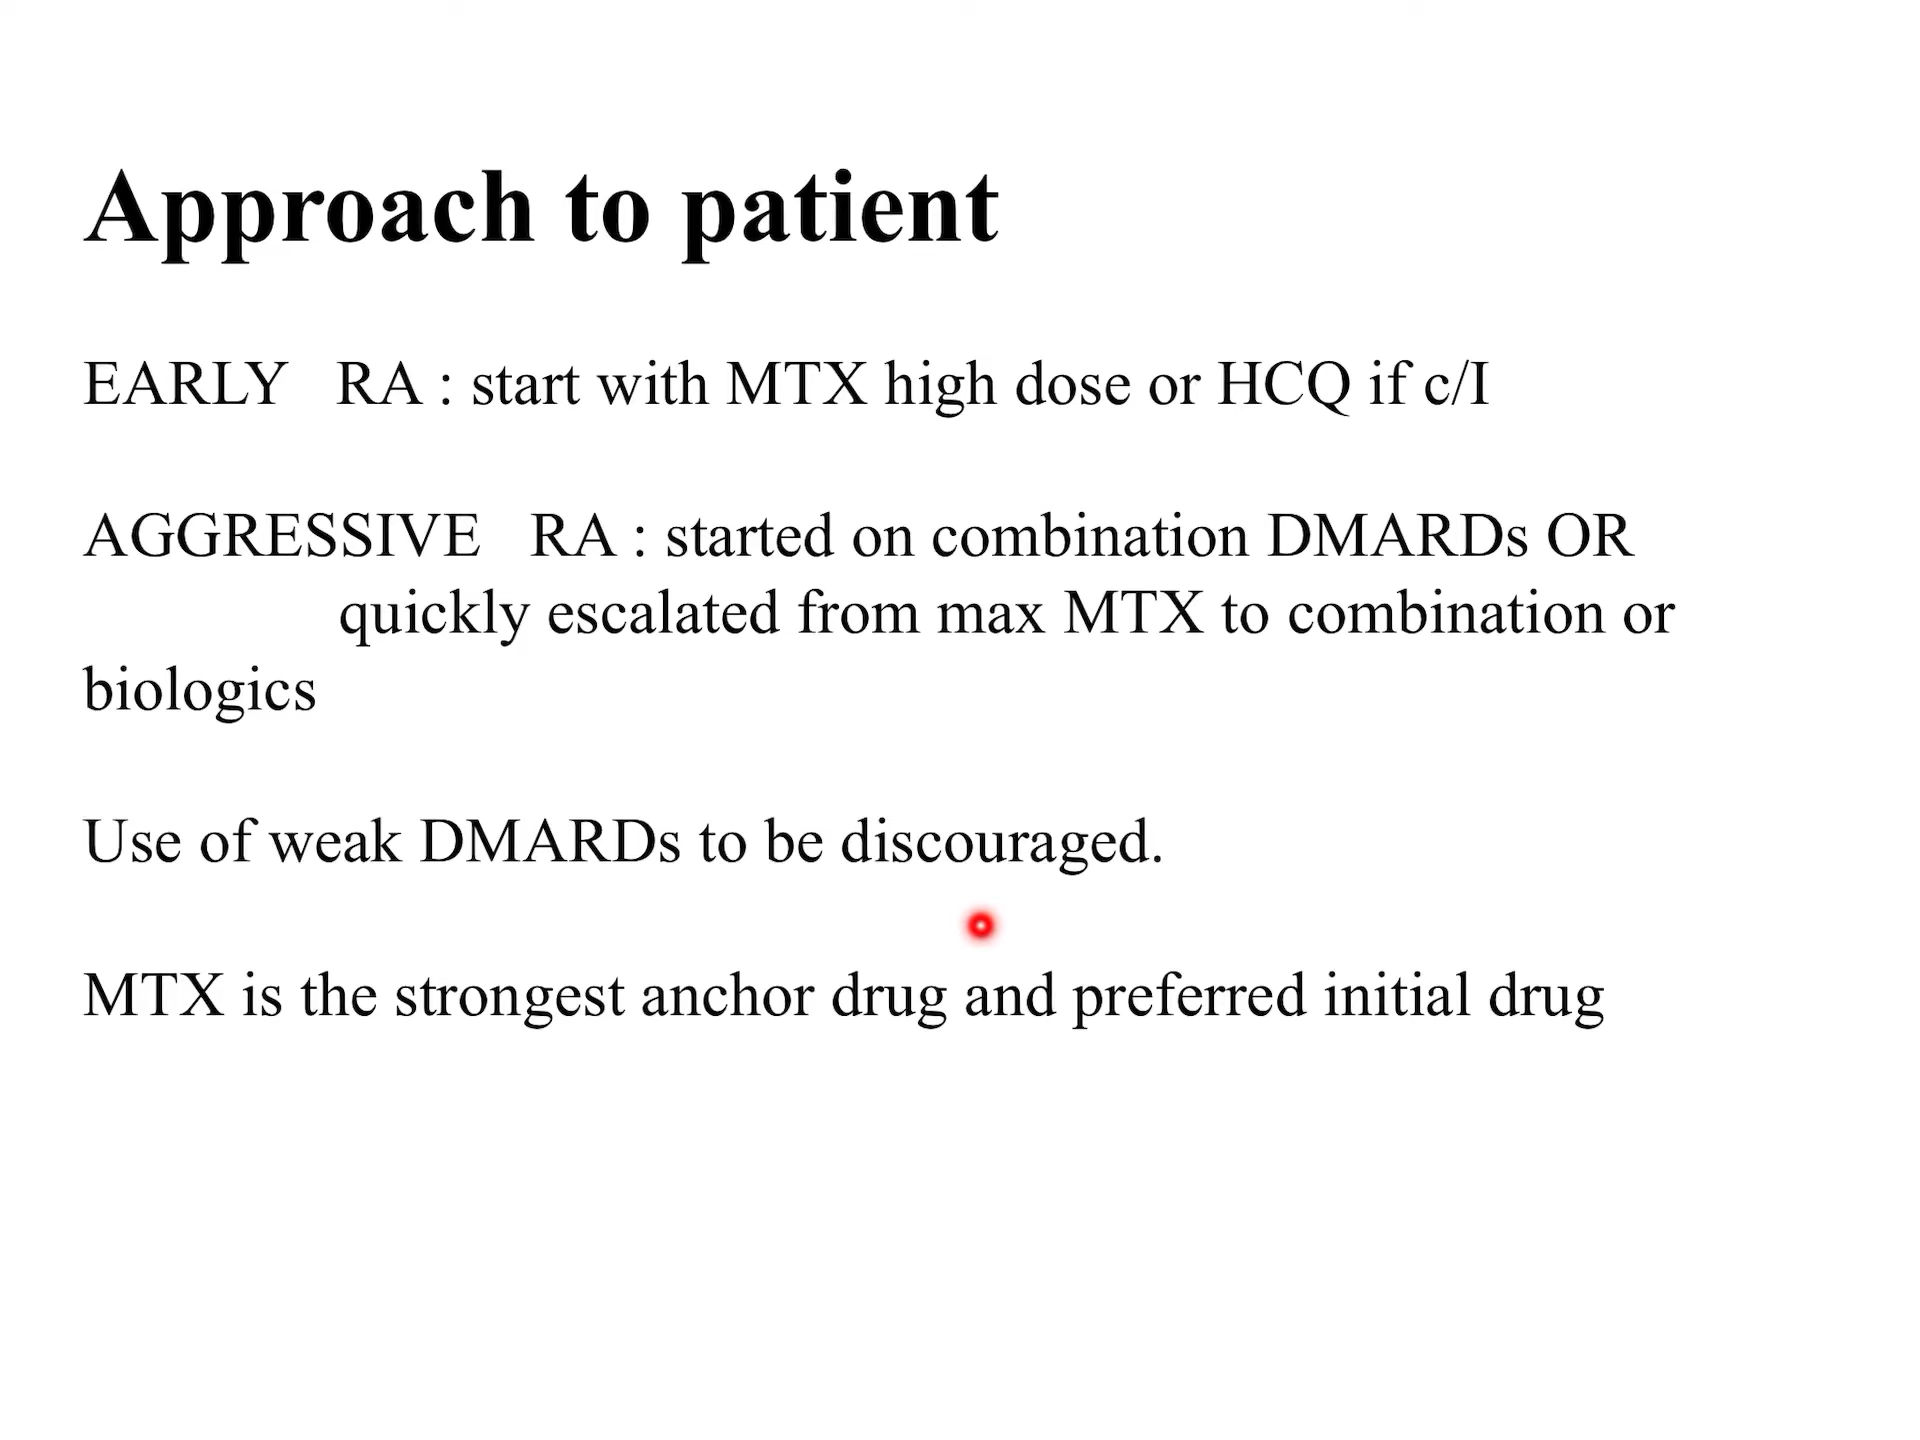 Approach to patient
EARLY RA : start with MTX high dose or HCQ if c/I
AGGRESSIVE RA : started on combination DMARDs OR
quickly escalated from max MTX to combination or
biologics
Use of weak DMARDs to be discouraged.
MTX is the strongest anchor drug and preferred initial drug